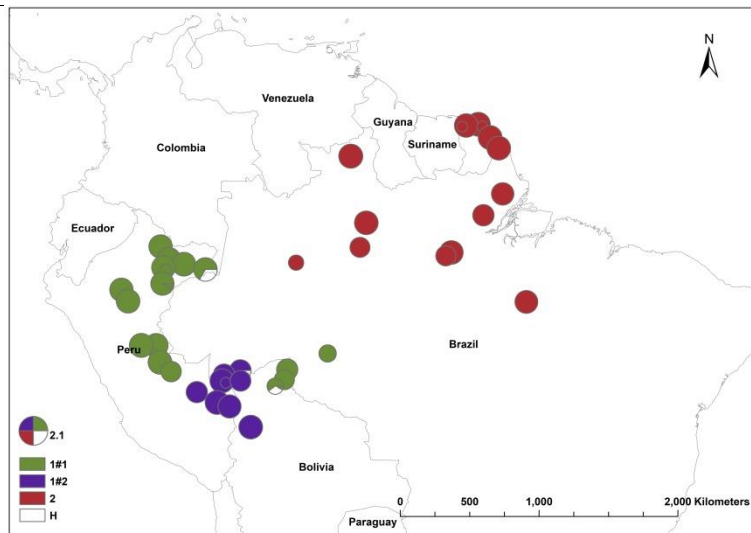 N
Venezuela
Guyana
Suriname
Colombia
Ecuador
Peru
Brazil
Bolivia
Paraguay
2.1
1#1
1#2
2
H
0 500 1,000 2,000 Kilometers